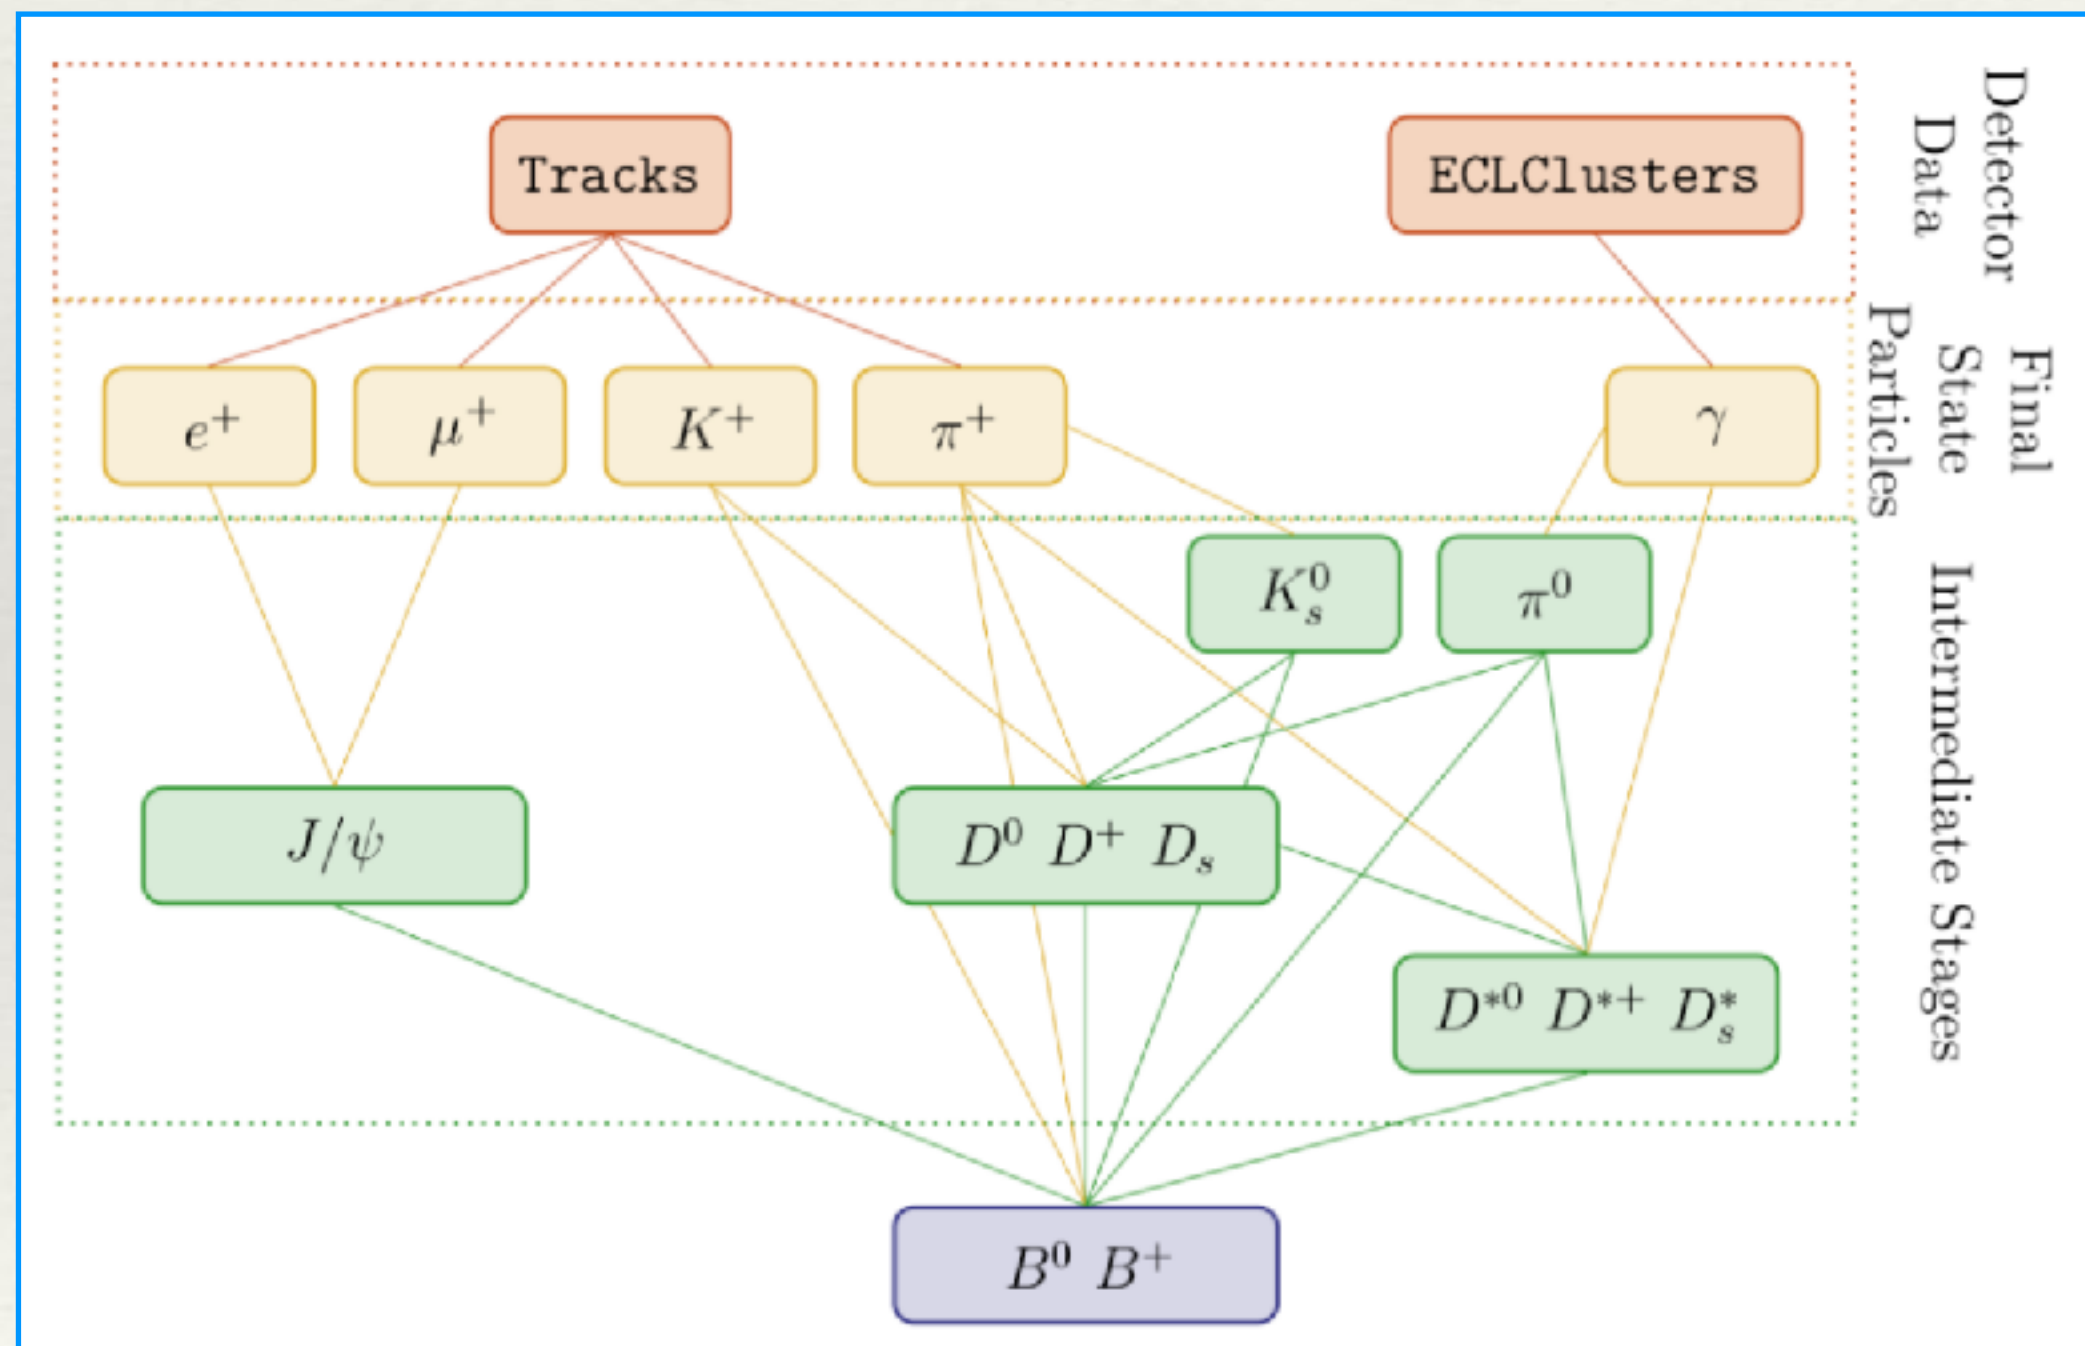 Tracks
ECLClusters
Detector
Data
e⁺
μ⁺
K⁺
π⁺
γ
Final
State
Particles
K⁰ₛ
π⁰
J/ψ
D⁰ D⁺ Dₛ
D*⁰ D*⁺ D*ₛ
Intermediate Stages
B⁰ B⁺